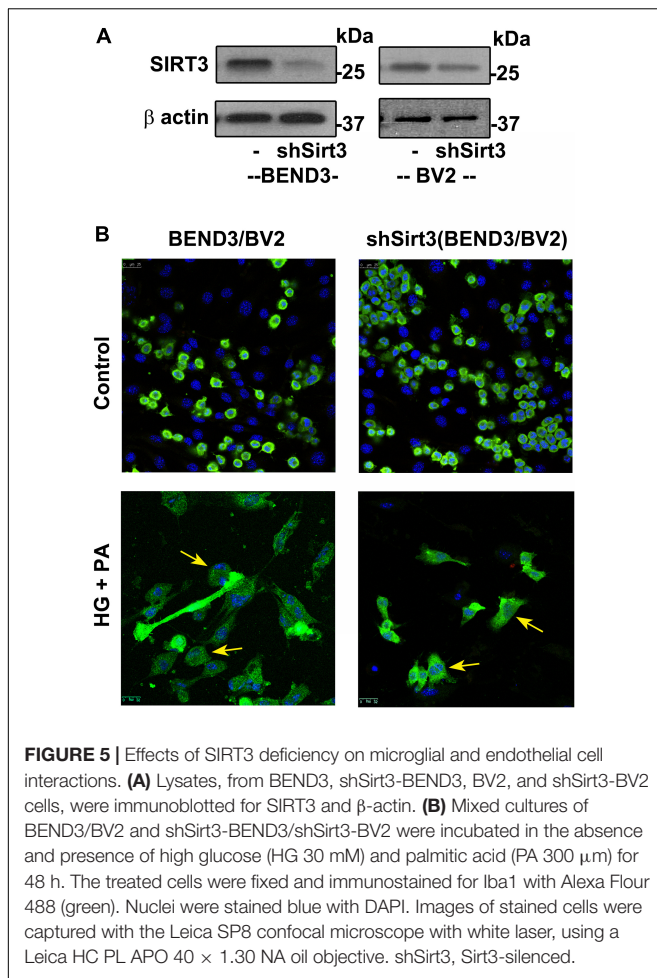 A
kDa
kDa
SIRT3
-25
-25
β actin
-37
-37
- shSirt3
- shSirt3
--BEND3-
-- BV2 --
B
BEND3/BV2
shSirt3(BEND3/BV2)
Control
HG + PA
FIGURE 5 | Effects of SIRT3 deficiency on microglial and endothelial cell
interactions. (A) Lysates, from BEND3, shSirt3-BEND3, BV2, and shSirt3-BV2
cells, were immunoblotted for SIRT3 and β-actin. (B) Mixed cultures of
BEND3/BV2 and shSirt3-BEND3/shSirt3-BV2 were incubated in the absence
and presence of high glucose (HG 30 mM) and palmitic acid (PA 300 μm) for
48 h. The treated cells were fixed and immunostained for Iba1 with Alexa Flour
488 (green). Nuclei were stained blue with DAPI. Images of stained cells were
captured with the Leica SP8 confocal microscope with white laser, using a
Leica HC PL APO 40 × 1.30 NA oil objective. shSirt3, Sirt3-silenced.